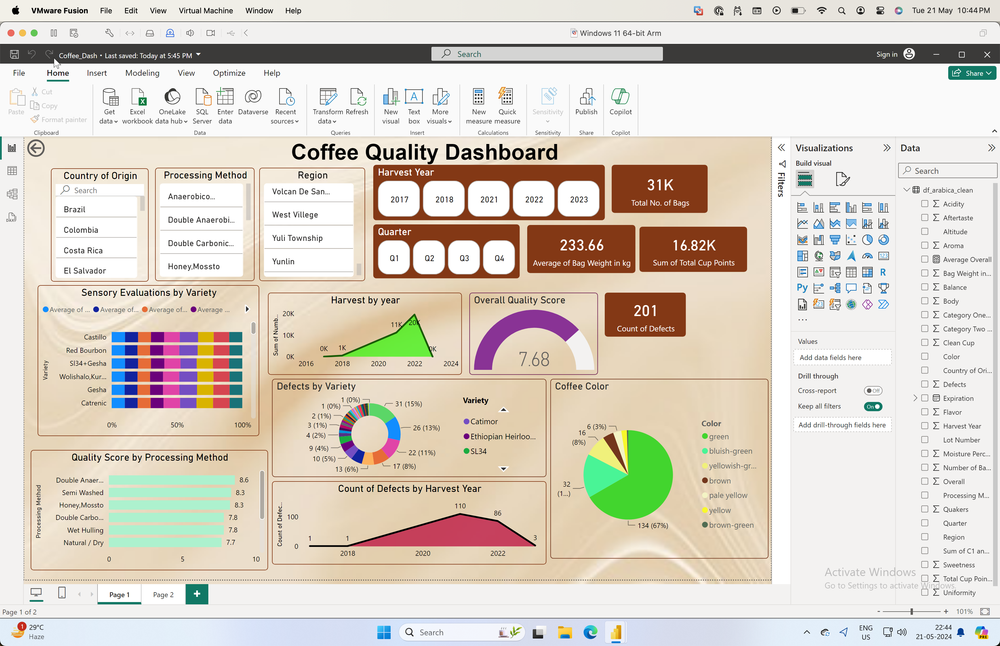 VMware Fusion File Edit View Virtual Machine Window Help Tue 21 May 10:44 PM
Windows 11 64-bit Arm
Coffee_Dash • Last saved: Today at 5:45 PM
Search
Sign in
File Home Insert Modeling View Optimize Help
Share
Paste
Cut
Copy
Format painter
Clipboard
Get data
Excel workbook
OneLake data hub
SQL Server
Enter data
Dataverse
Recent sources
Data
Transform data
Refresh
Queries
New visual
Text box
More visuals
Insert
New measure
Quick measure
Calculations
Sensitivity
Sensitivity
Publish
Share
Copilot
Copilot
DAX
Coffee Quality Dashboard
Country of Origin
Search
Brazil
Colombia
Costa Rica
El Salvador
Processing Method
Anaerobico...
Double Anaerobi...
Double Carbonic...
Honey,Mossto
Region
Volcan De San...
West Villege
Yuli Township
Yunlin
Harvest Year
2017 2018 2021 2022 2023
31K
Total No. of Bags
Quarter
Q1 Q2 Q3 Q4
233.66
Average of Bag Weight in kg
16.82K
Sum of Total Cup Points
Sensory Evaluations by Variety
Average of ... Average of... Average of... Average ...
Variety
Castillo
Red Bourbon
Sl34+Gesha
Wolishalo,Kur...
Gesha
Catrenic
0% 50% 100%
Harvest by year
Sum of Numb...
20K
10K
0K
0K 1K 11K 20K 0K
2016 2018 2020 2022 2024
Overall Quality Score
7.68
201
Count of Defects
Defects by Variety
1 (0%)
1 (0%)
2 (1%)
3 (1%)
4 (2%)
9 (4%)
10 (5%)
13 (6%)
31 (15%)
26 (13%)
22 (11%)
17 (8%)
Variety
Catimor
Ethiopian Heirloo...
SL34
Coffee Color
6 (3%)
16
(8%)
32
(1...)
134 (67%)
Color
green
bluish-green
yellowish-gr...
brown
pale yellow
yellow
brown-green
Quality Score by Processing Method
Processing Method
Double Anaer... 8.6
Semi Washed 8.3
Honey,Mossto 8.3
Double Carbo... 7.8
Wet Hulling 7.8
Natural / Dry 7.7
0 5 10
Count of Defects by Harvest Year
Count of Defec...
100
0
1 1 110 86 3
2018 2020 2022
Filters
Visualizations
Build visual
123
R
Py
123
...
Values
Add data fields here
Drill through
Cross-report
Off
Keep all filters
On
Add drill-through fields here
Data
Search
df_arabica_clean
Acidity
Aftertaste
Altitude
Aroma
Average Overall
Bag Weight in...
Balance
Body
Category One...
Category Two ...
Clean Cup
Color
Country of Ori...
Defects
Expiration
Flavor
Harvest Year
Lot Number
Moisture Perc...
Number of Ba...
Overall
Processing M...
Quakers
Quarter
Region
Sum of C1 an...
Sweetness
Total Cup Poin...
Uniformity
Activate Windows
Go to Settings to activate Windows.
Page 1 Page 2 +
Page 1 of 2
- + 101%
1
29°C
Haze
Search
ENG
US
22:44
21-05-2024
PRE